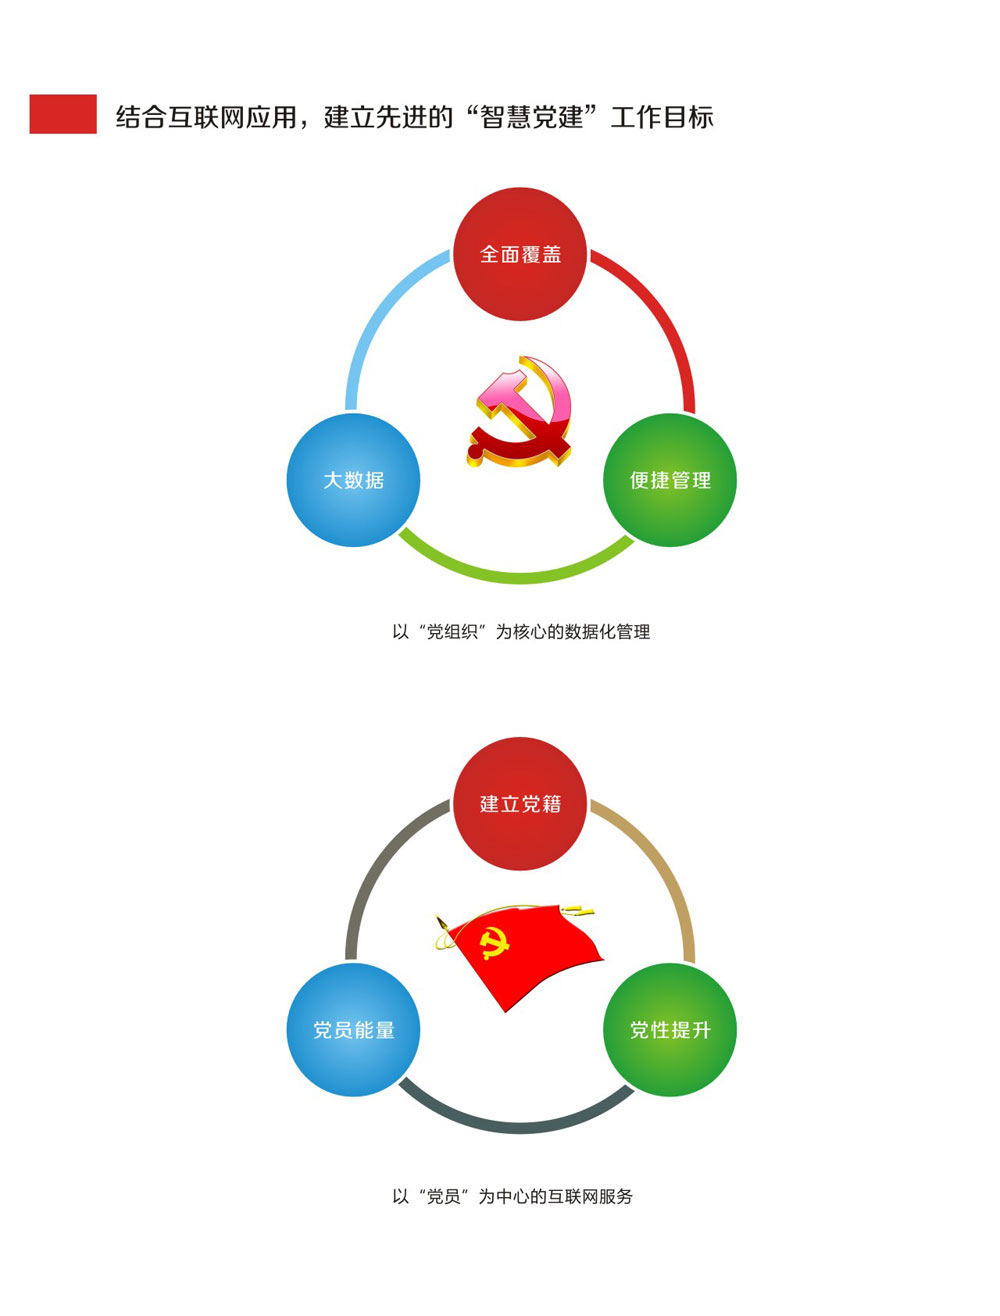 结合互联网应用，建立先进的“智慧党建”工作目标
全面覆盖
大数据
便捷管理
以“党组织”为核心的数据化管理
建立党籍
党员能量
党性提升
以“党员”为中心的互联网服务